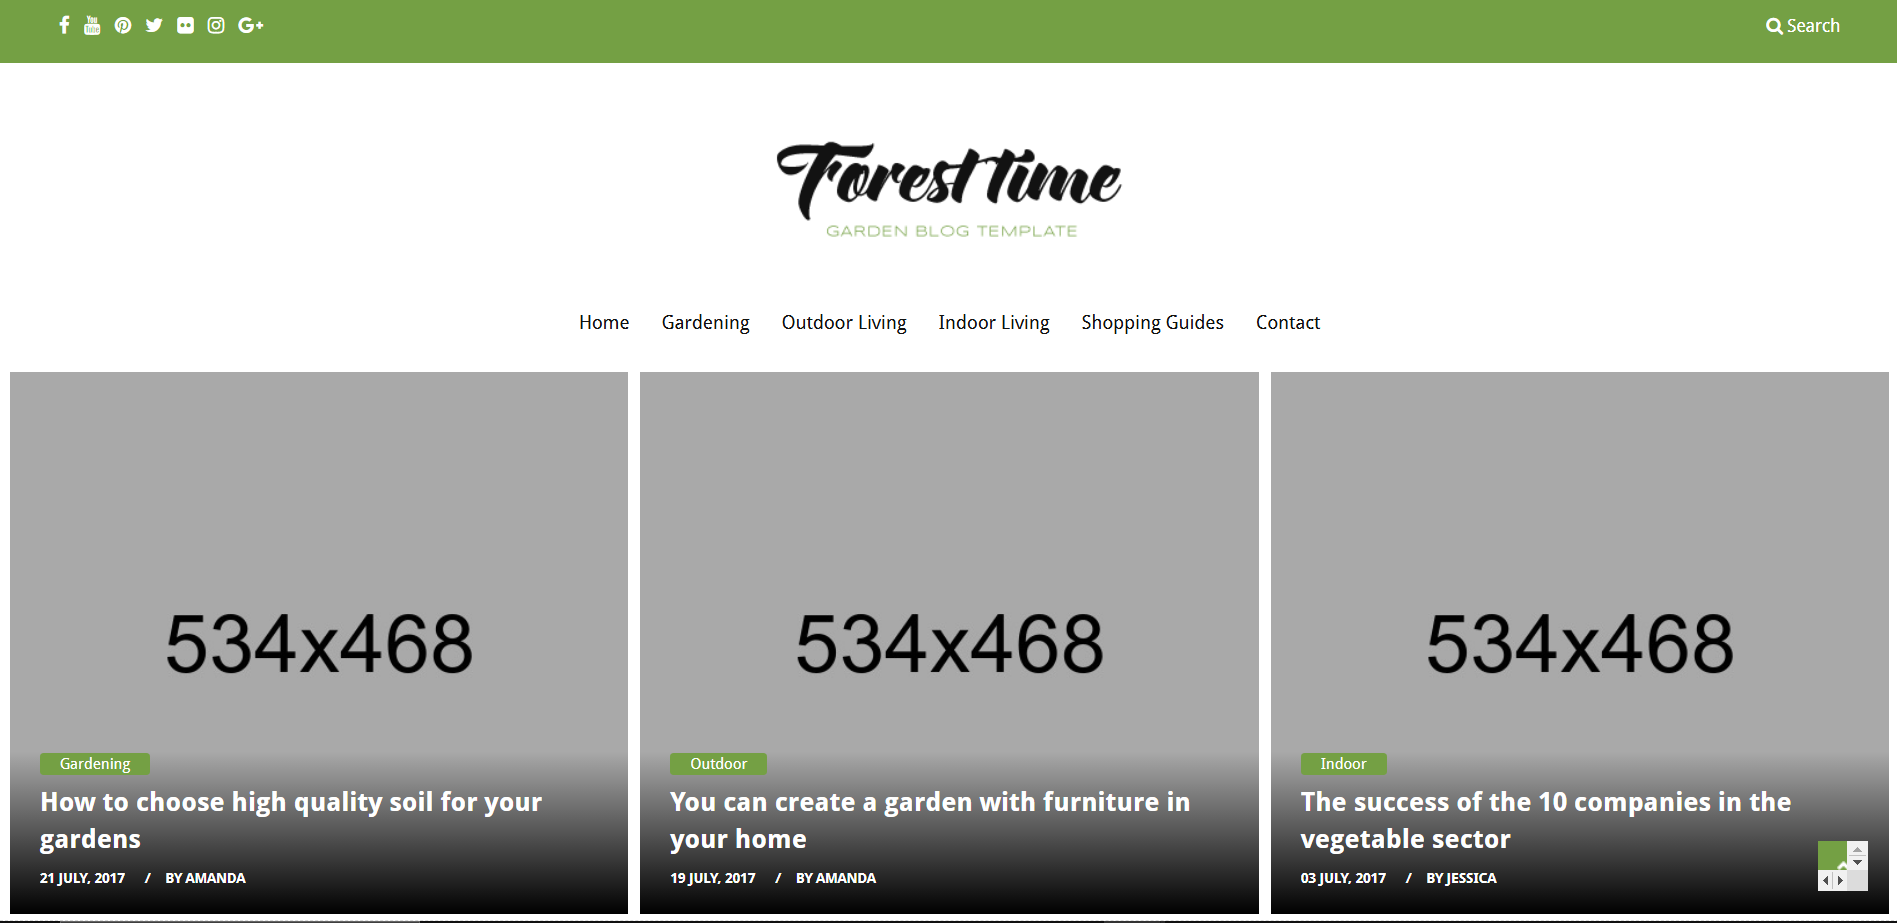 Search
Forest Time
GARDEN BLOG TEMPLATE
Home Gardening Outdoor Living Indoor Living Shopping Guides Contact
534x468
Gardening
How to choose high quality soil for your
gardens
21 JULY, 2017 / BY AMANDA
534x468
Outdoor
You can create a garden with furniture in
your home
19 JULY, 2017 / BY AMANDA
534x468
Indoor
The success of the 10 companies in the
vegetable sector
03 JULY, 2017 / BY JESSICA